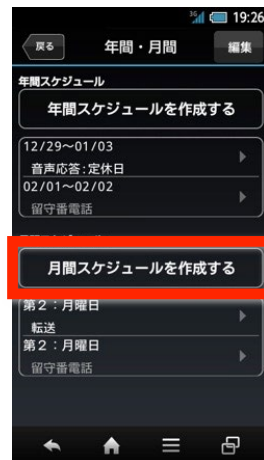 3G 19:26
戻る 年間・月間 編集
年間スケジュール
年間スケジュールを作成する
12/29~01/03
音声応答:定休日
02/01~02/02
留守番電話
月間スケジュールを作成する
第2:月曜日
転送
第2:月曜日
留守番電話